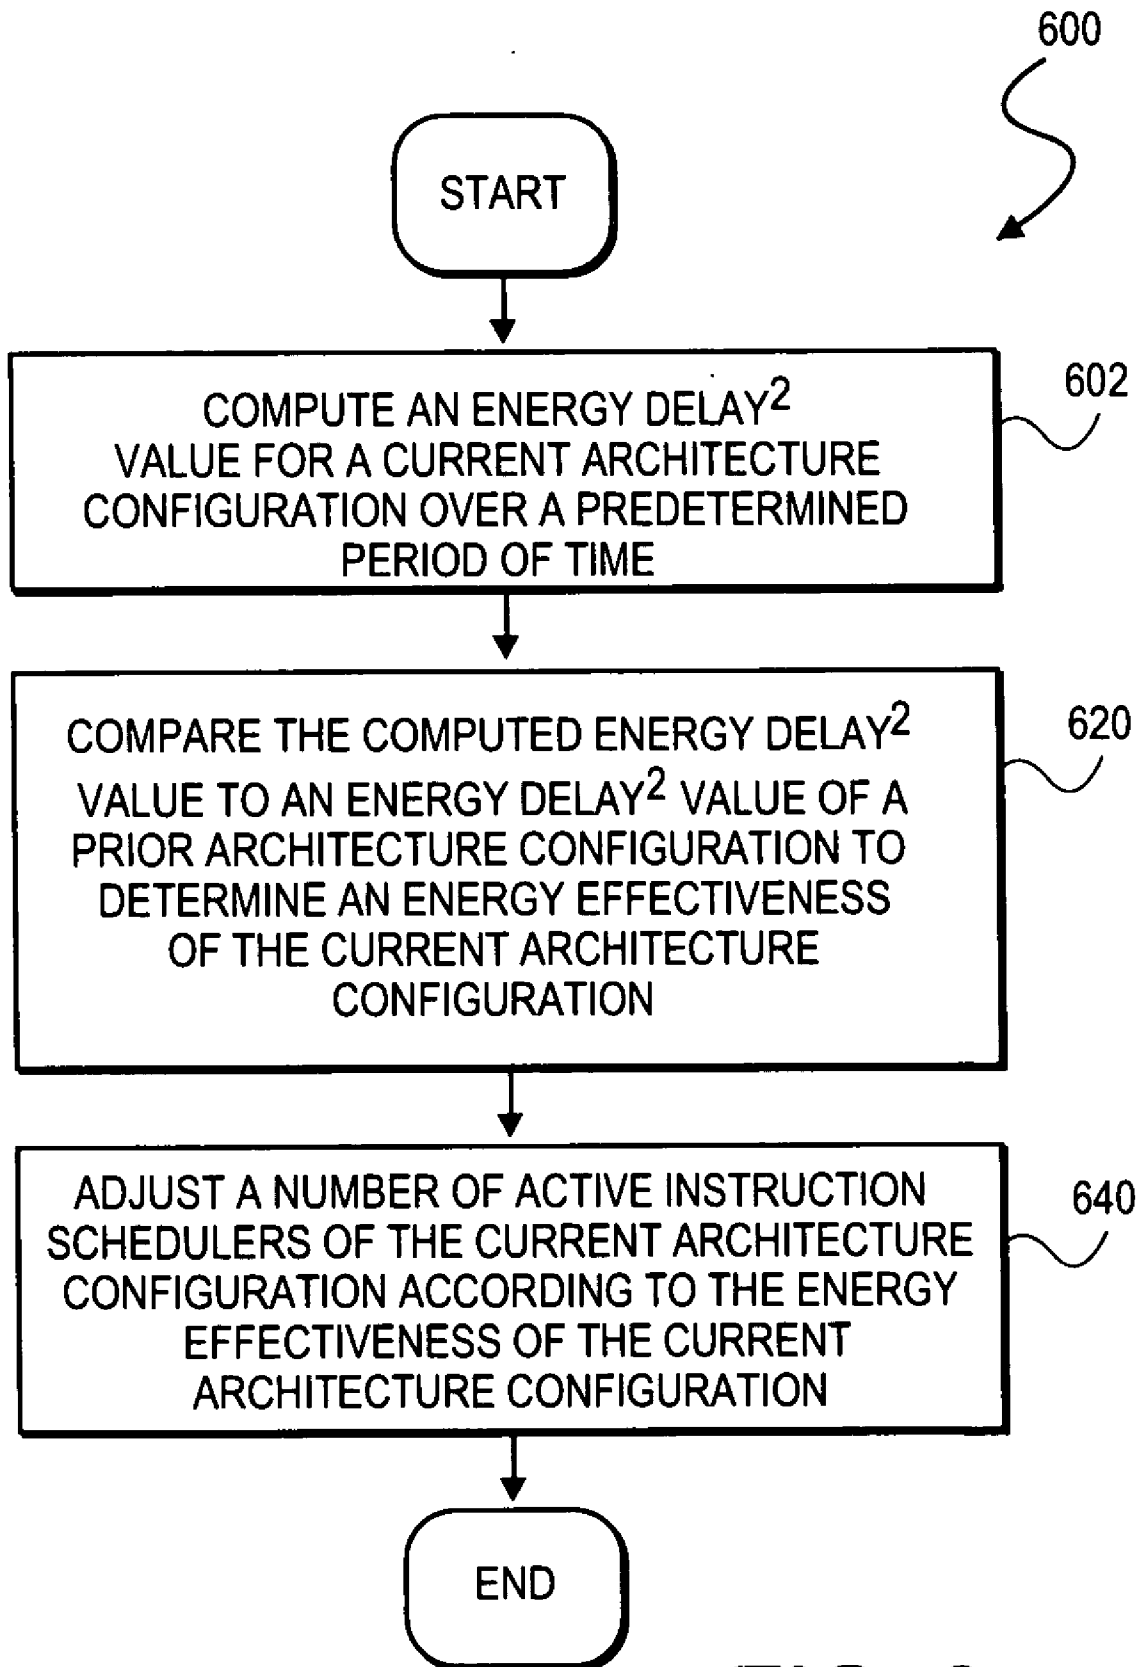 600
START
COMPUTE AN ENERGY DELAY²
VALUE FOR A CURRENT ARCHITECTURE
CONFIGURATION OVER A PREDETERMINED
PERIOD OF TIME
602
COMPARE THE COMPUTED ENERGY DELAY²
VALUE TO AN ENERGY DELAY² VALUE OF A
PRIOR ARCHITECTURE CONFIGURATION TO
DETERMINE AN ENERGY EFFECTIVENESS
OF THE CURRENT ARCHITECTURE
CONFIGURATION
620
ADJUST A NUMBER OF ACTIVE INSTRUCTION
SCHEDULERS OF THE CURRENT ARCHITECTURE
CONFIGURATION ACCORDING TO THE ENERGY
EFFECTIVENESS OF THE CURRENT
ARCHITECTURE CONFIGURATION
640
END